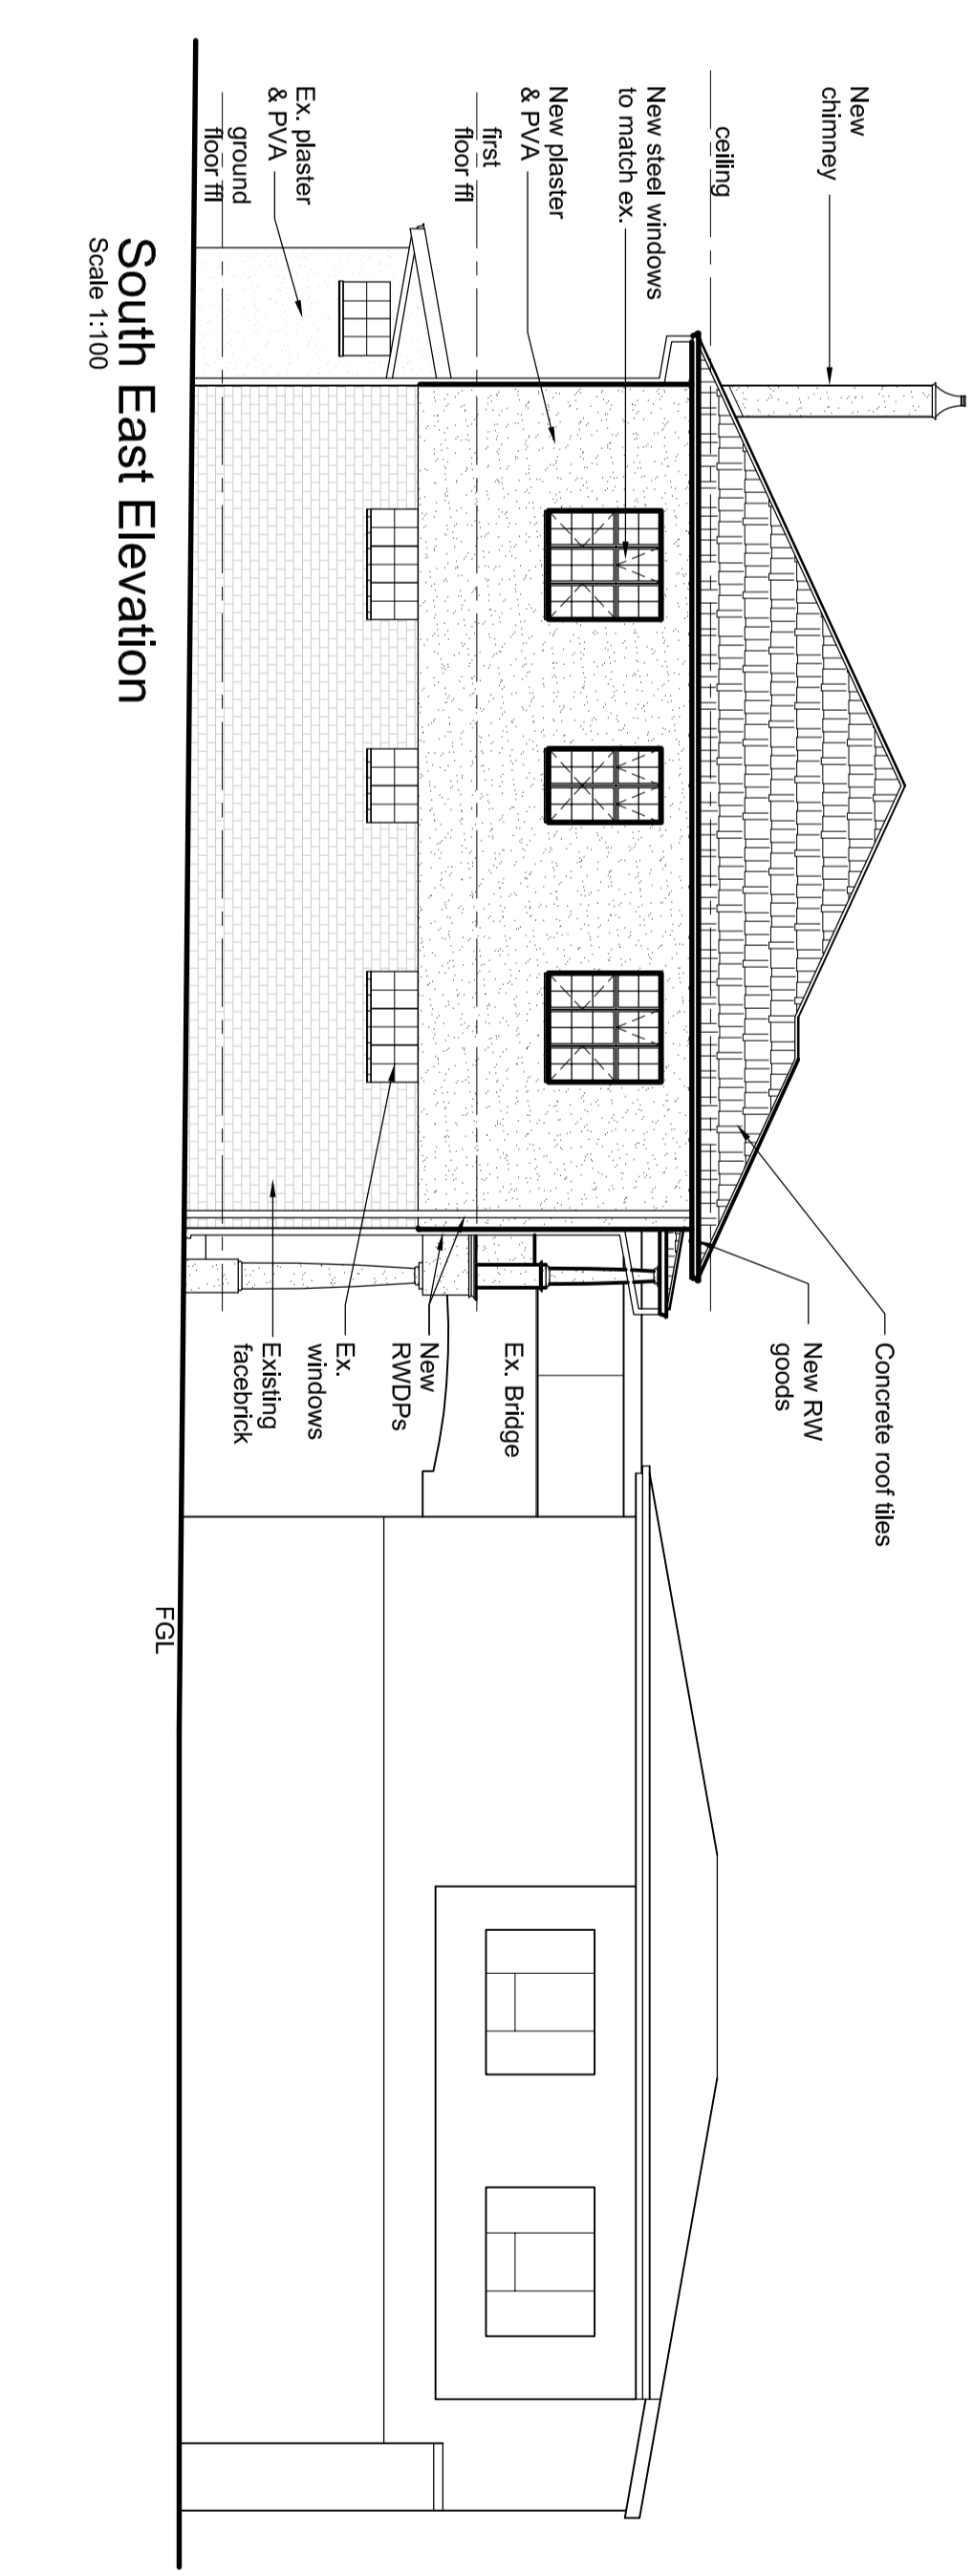 New
chimney
ceiling
New steel windows
to match ex.
New plaster
& PVA
first
floor ffl
Ex. plaster
& PVA
ground
floor ffl
Concrete roof tiles
New RW
goods
Ex. Bridge
New
RWDPs
Ex.
windows
Existing
facebrick
FGL
South East Elevation
Scale 1:100